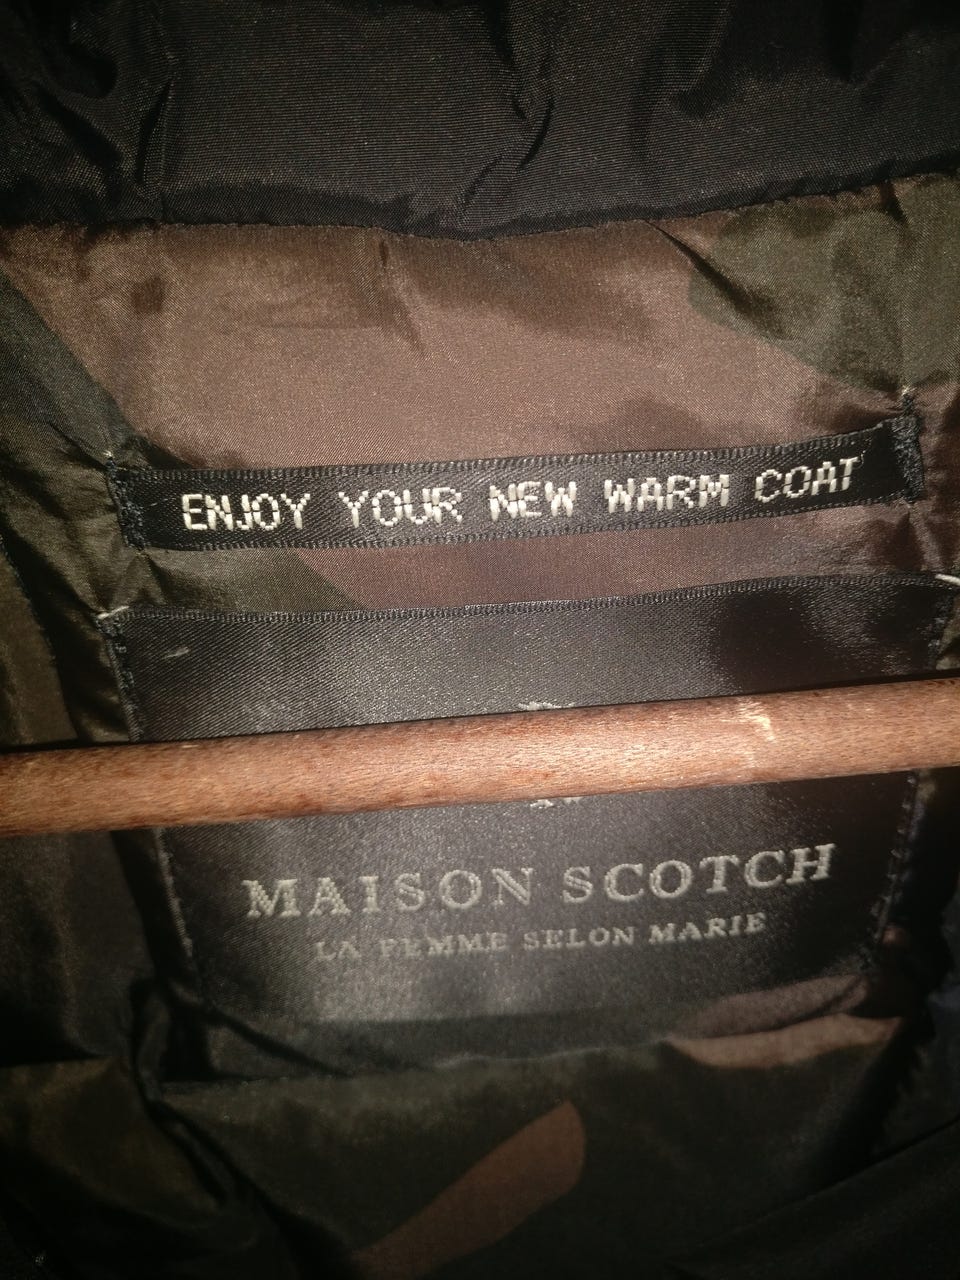 ENJOY YOUR NEW WARM COAT
MAISON SCOTCH
LA FEMME SELON MARIE